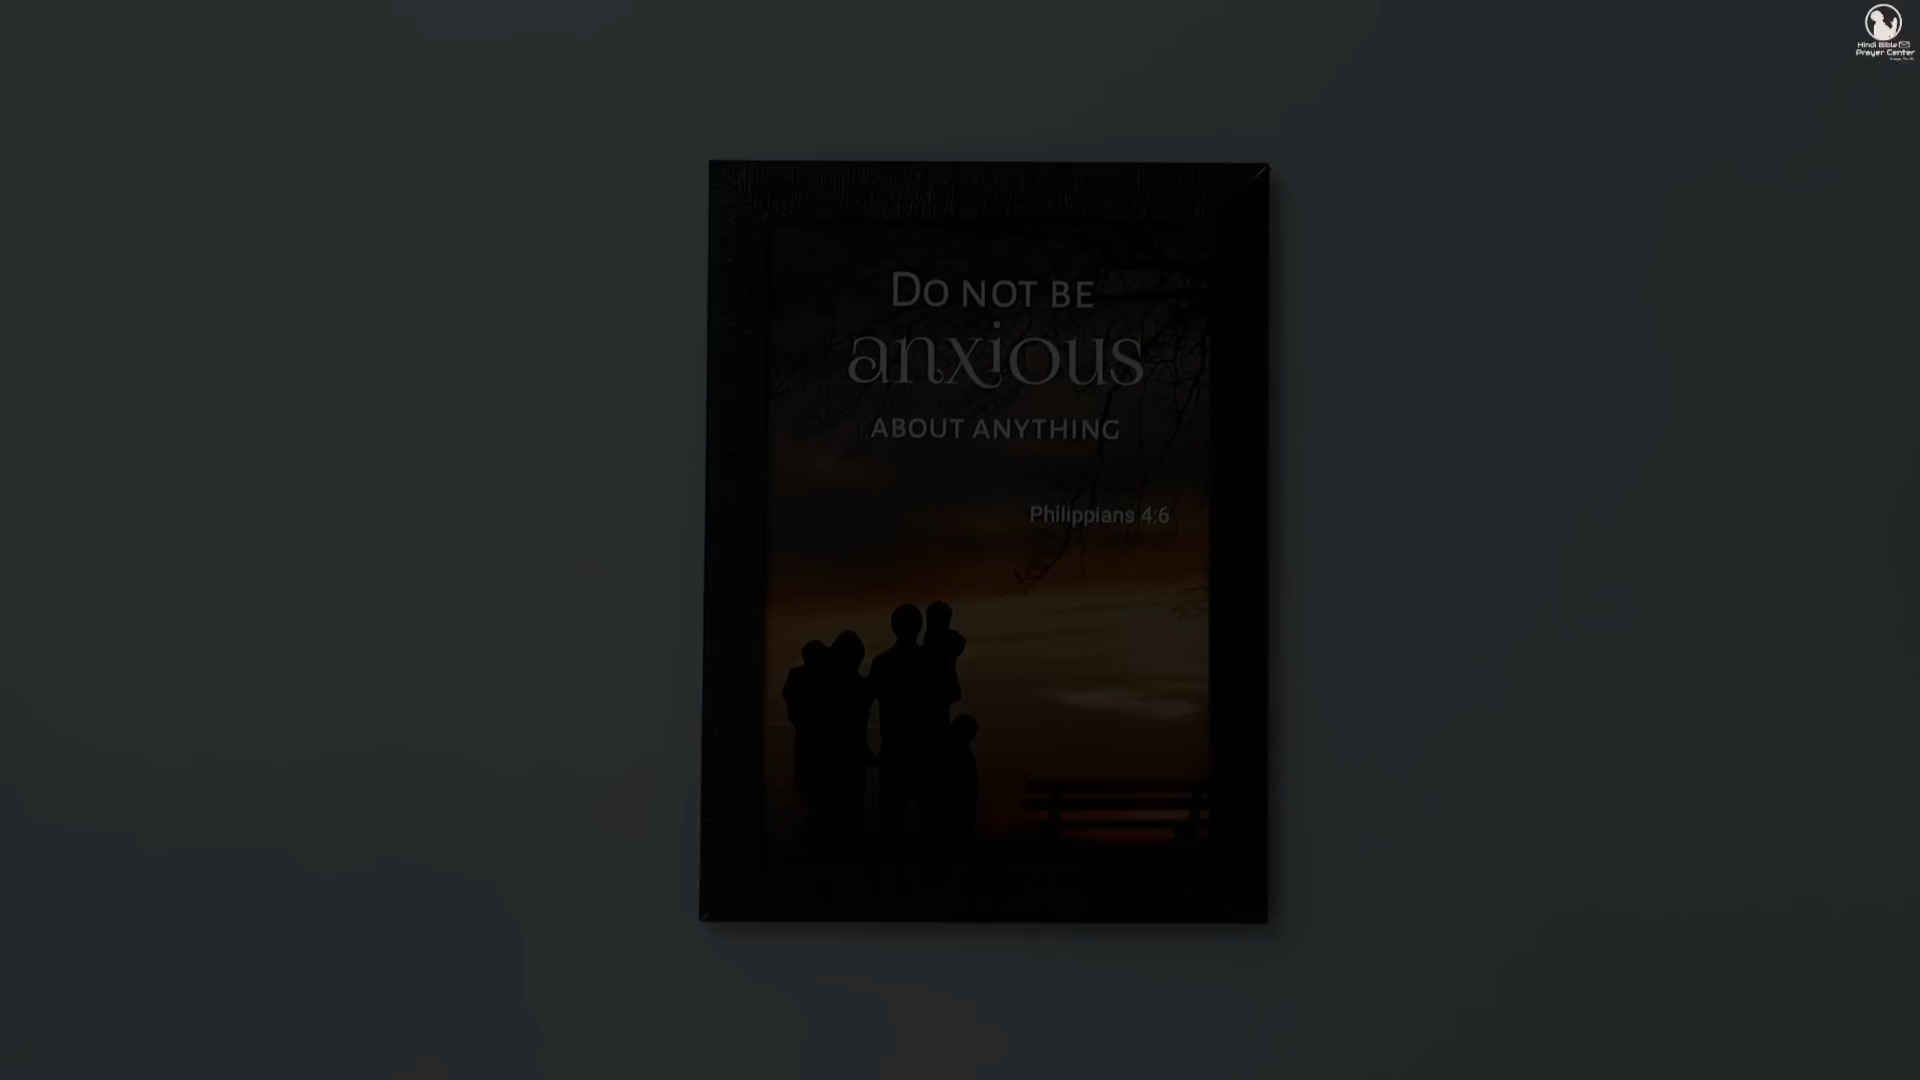 Hindi Bible
Prayer Center
Do not be
anxious
about anything
Philippians 4:6